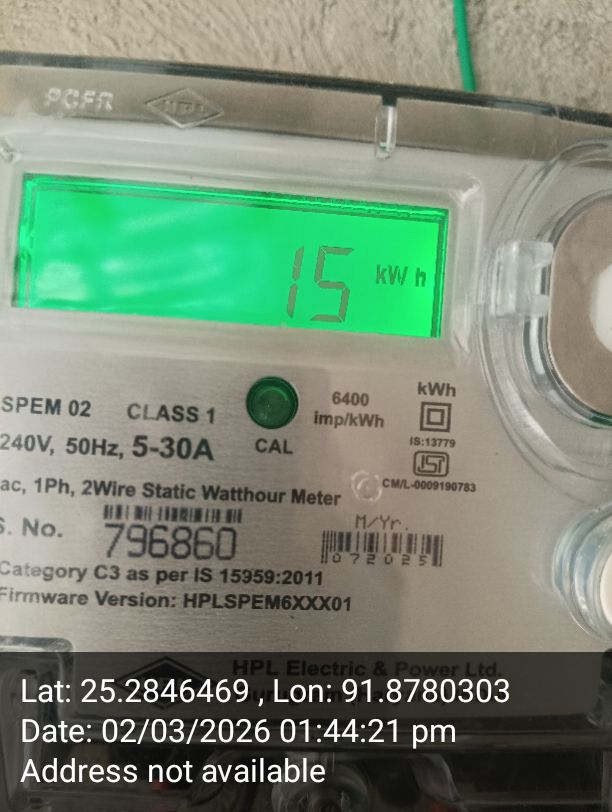 PCFR HPL
15 kWh
kWh
SPEM 02 CLASS 1 6400
imp/kWh
240V, 50Hz, 5-30A CAL IS:13779
ISI
ac, 1Ph, 2Wire Static Watthour Meter CM/L-0009190783
S. No. 796860 M/Yr.
072025
Category C3 as per IS 15959:2011
Firmware Version: HPLSPEM6XXX01
HPL Electric & Power Ltd.
Lat: 25.2846469 , Lon: 91.8780303
Date: 02/03/2026 01:44:21 pm
Address not available